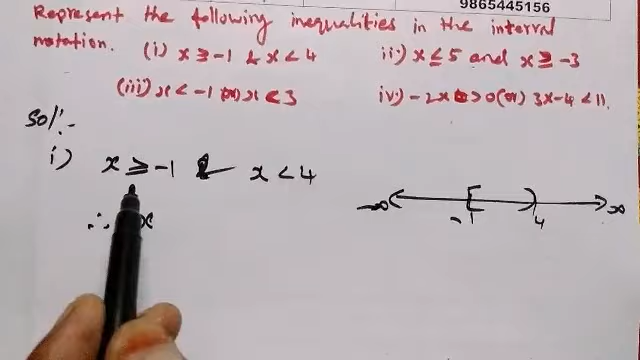 9865445156
Represent the following inequalities in the interval
notation. (i) x ≥ -1 & x < 4 ii) x ≤ 5 and x ≥ -3
(iii) x < -1 (or) x < 3 iv) -2x > 0 (or) 3x-4 < 11.
Sol:-
i) x ≥ -1 & x < 4
-∞ -1 4 ∞
∴ x